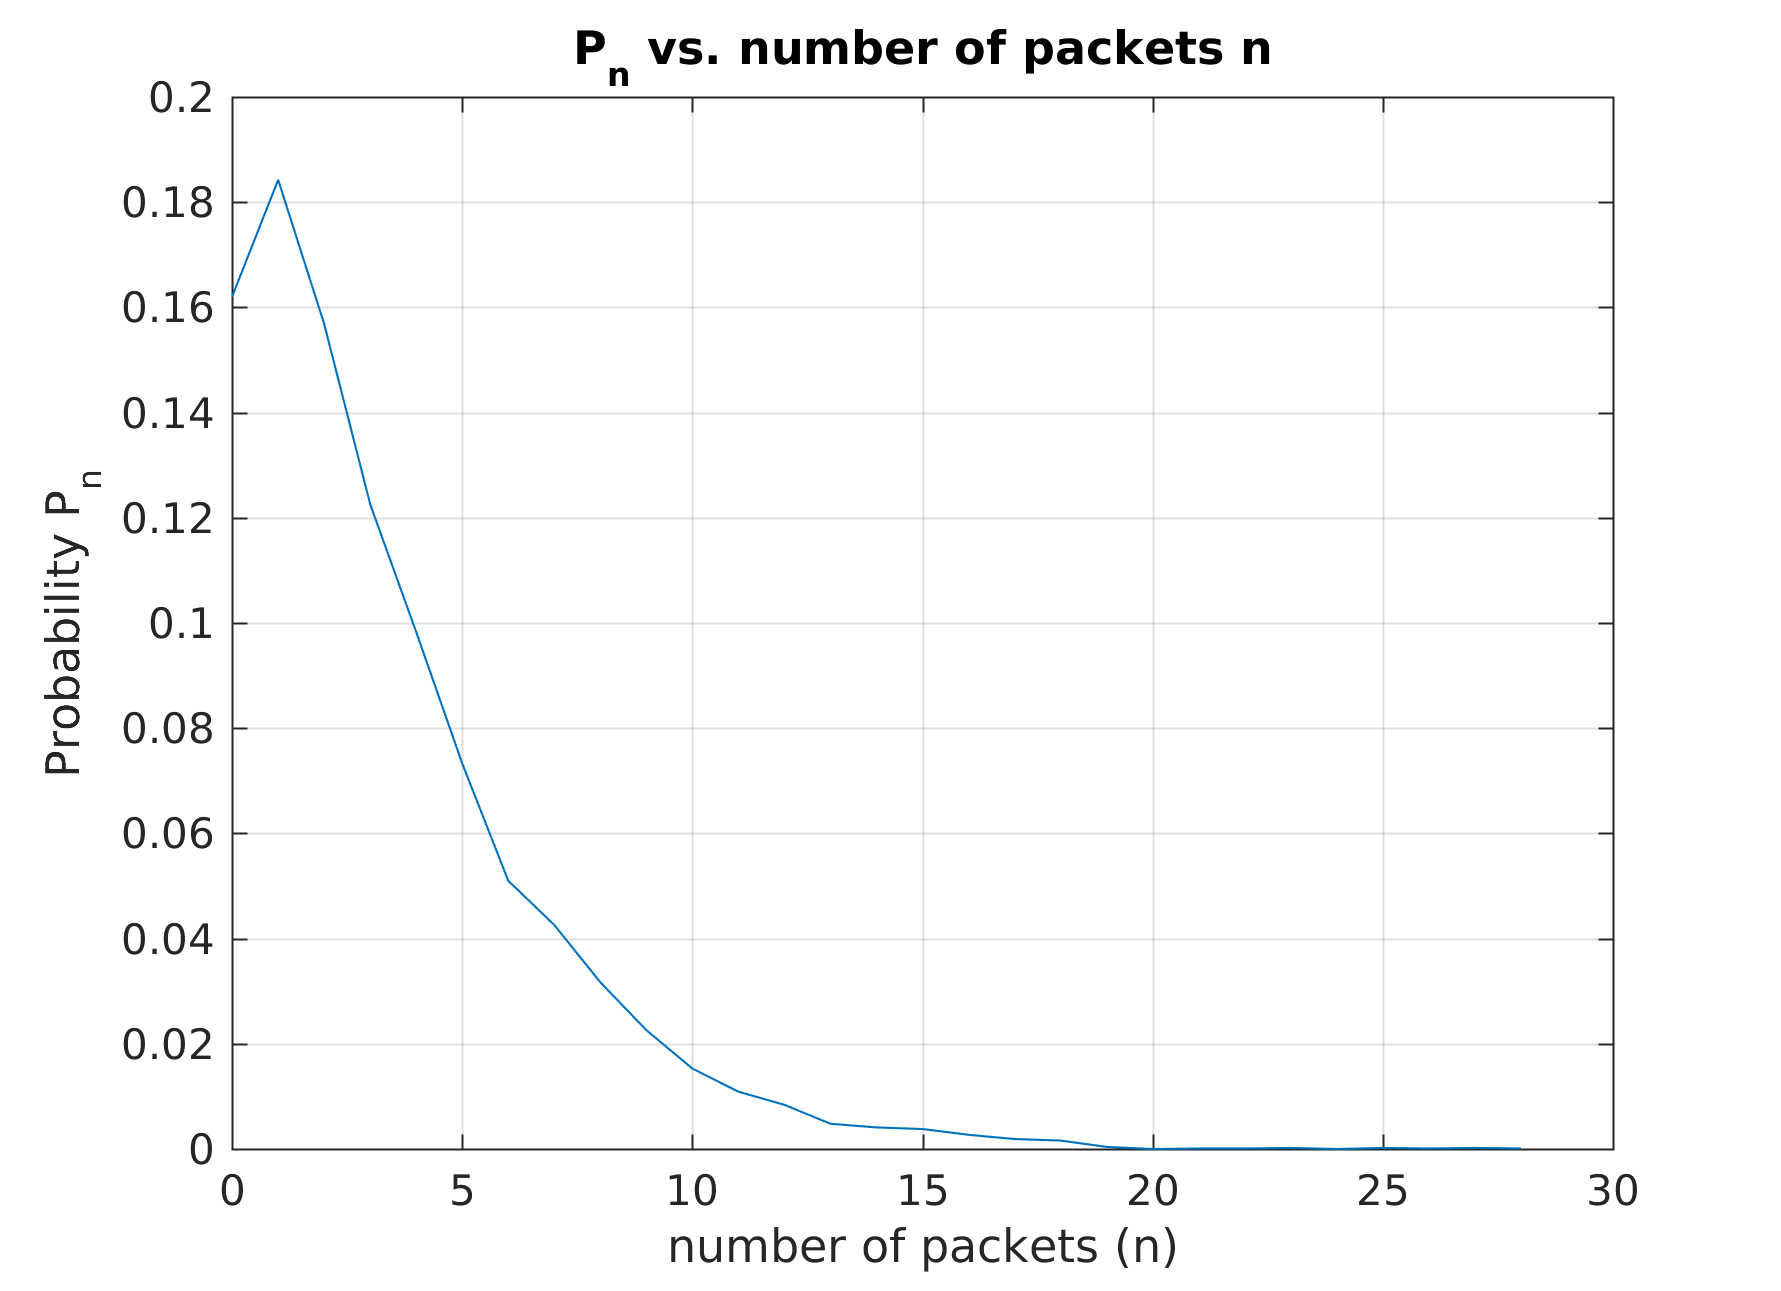 Pn vs. number of packets n
Probability Pn
0.2
0.18
0.16
0.14
0.12
0.1
0.08
0.06
0.04
0.02
0
0 5 10 15 20 25 30
number of packets (n)